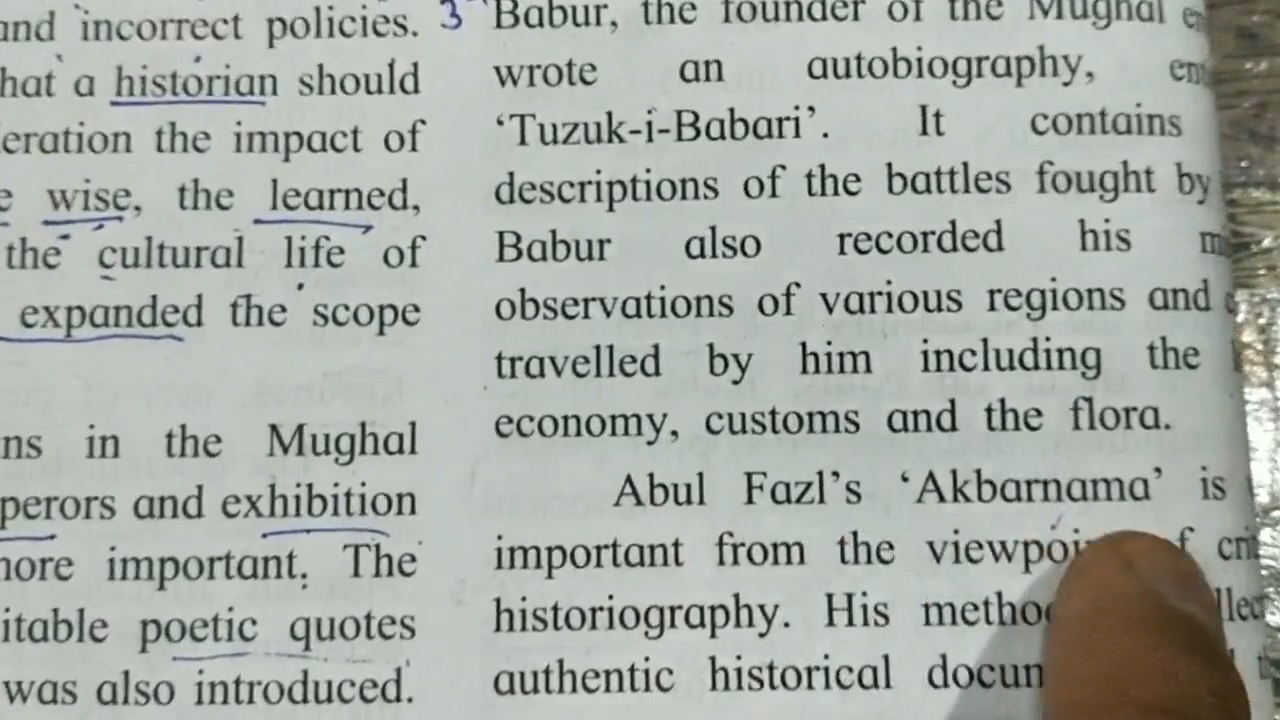 and incorrect policies.
hat a historian should
eration the impact of
e wise, the learned,
the cultural life of
expanded the scope
ns in the Mughal
perors and exhibition
more important. The
itable poetic quotes
was also introduced.
3 Babur, the founder of the Mughal
wrote an autobiography,
‘Tuzuk-i-Babari’. It contains
descriptions of the battles fought by
Babur also recorded his
observations of various regions and
travelled by him including the
economy, customs and the flora.
Abul Fazl’s ‘Akbarnama’ is
important from the viewpoi
historiography. His metho
authentic historical docum